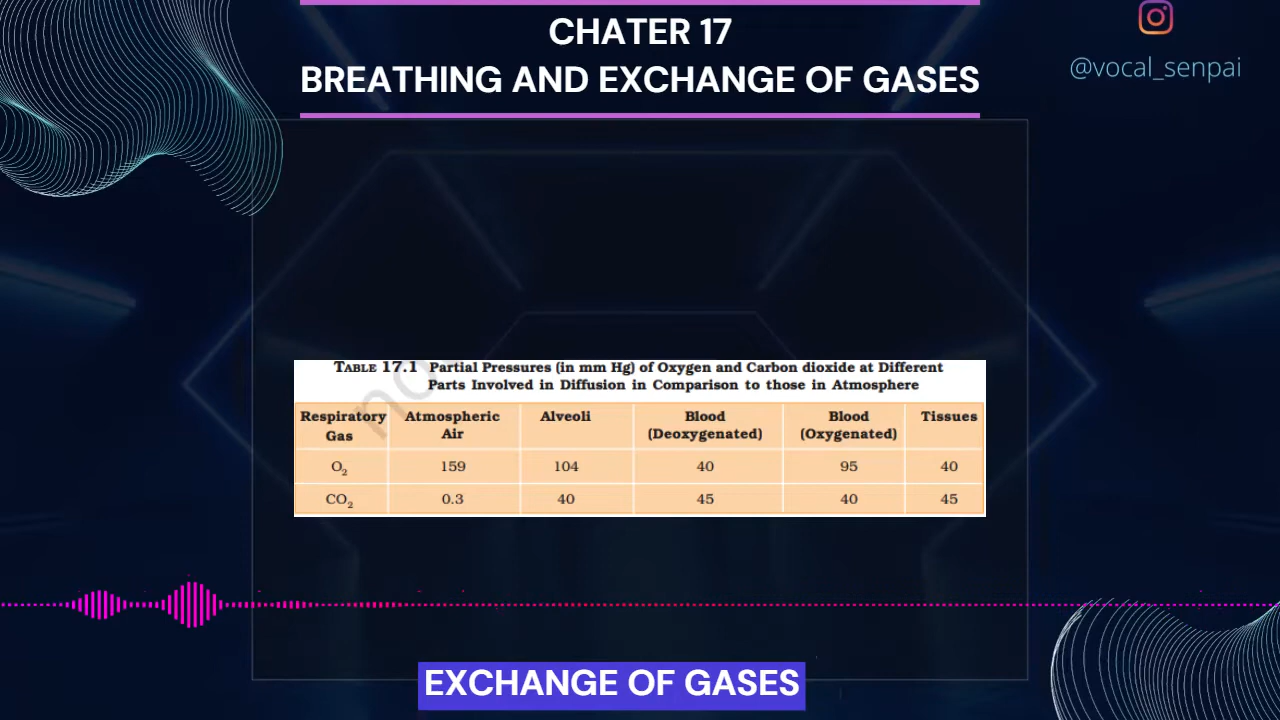 CHATER 17
BREATHING AND EXCHANGE OF GASES
@vocal_senpai
TABLE 17.1 Partial Pressures (in mm Hg) of Oxygen and Carbon dioxide at Different
Parts Involved in Diffusion in Comparison to those in Atmosphere
Respiratory Gas Atmospheric Air Alveoli Blood (Deoxygenated) Blood (Oxygenated) Tissues
O₂ 159 104 40 95 40
CO₂ 0.3 40 45 40 45
EXCHANGE OF GASES